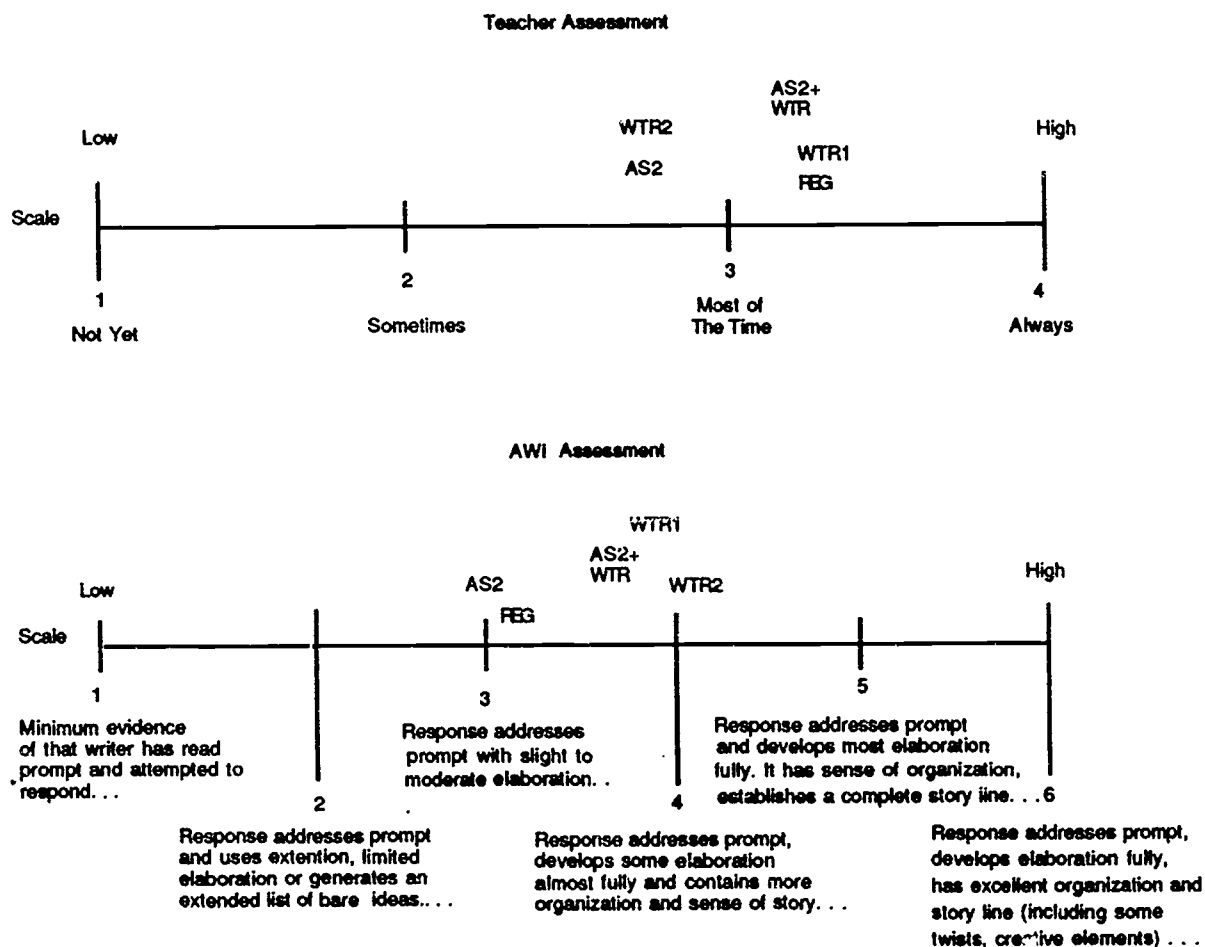 Teacher Assessment
AS2+
WTR
Low
WTR2
High
WTR1
AS2
REG
Scale
1
2
3
4
Not Yet
Sometimes
Most of
The Time
Always
AWI Assessment
WTR1
AS2+
WTR
Low
AS2
WTR2
High
REG
Scale
1
Minimum evidence
of that writer has read
prompt and attempted to
respond. . .
2
Response addresses prompt
and uses extention, limited
elaboration or generates an
extended list of bare ideas.. . .
3
Response addresses
prompt with slight to
moderate elaboration. .
4
Response addresses prompt,
develops some elaboration
almost fully and contains more
organization and sense of story. . .
5
Response addresses prompt
and develops most elaboration
fully. It has sense of organization,
establishes a complete story line. . . 6
Response addresses prompt,
develops elaboration fully,
has excellent organization and
story line (including some
twists, creative elements) . . .